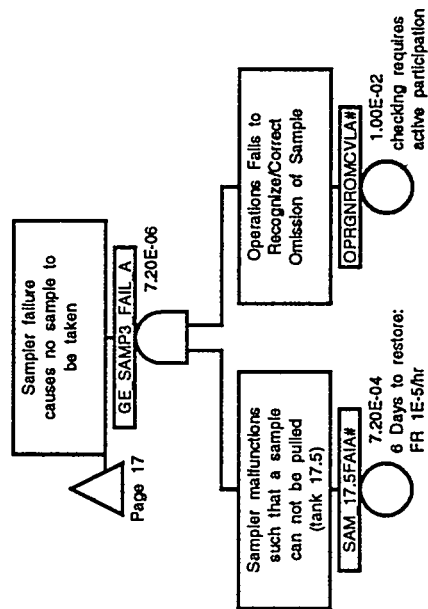 Sampler failure
causes no sample to
be taken
GE_SAMP3_FAIL_A
7.20E-06
Page 17
Sampler malfunctions
such that a sample
can not be pulled
(tank 17.5)
SAM_17.5FAIA#
7.20E-04
6 Days to restore:
FR 1E-5/hr
Operations Fails to
Recognize/Correct
Omission of Sample
OPRGNROMCVLA#
1.00E-02
checking requires
active participation